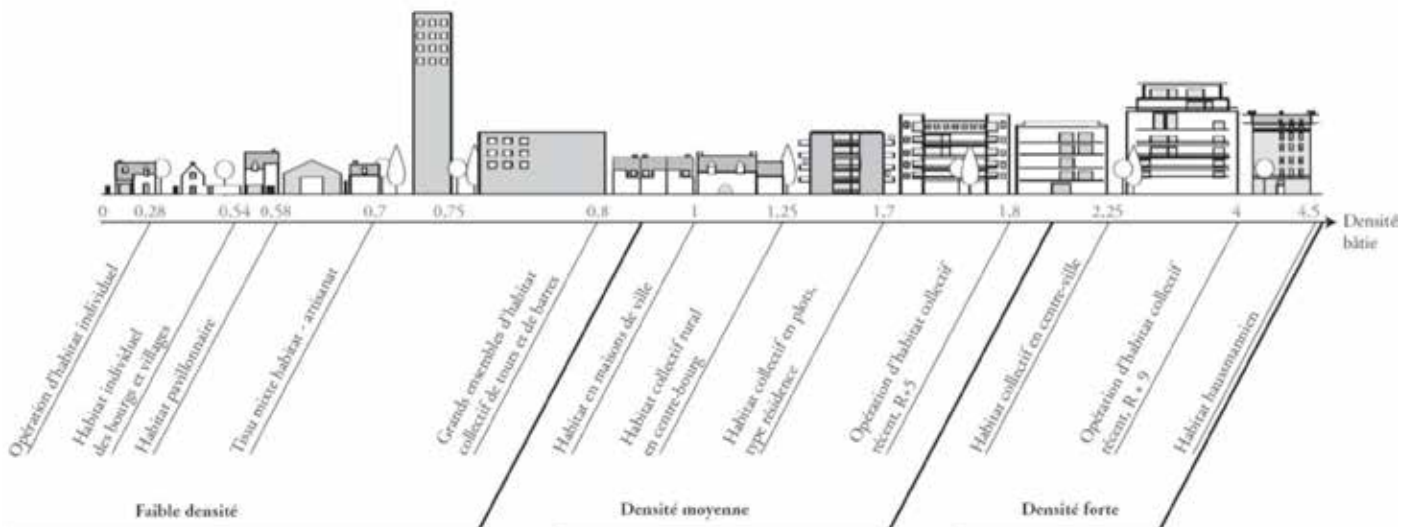 0 0.28 0.54 0.58 0.7 0.75 0.8 1 1.25 1.7 1.8 2.25 4 4.5
Densité
bâtie
Opération d'habitat individuel
Habitat individuel
des bourgs et villages
Habitat pavillonnaire
Tissu mixte habitat - artisanat
Grands ensembles d'habitat
collectif de tours et de barres
Habitat en maisons de ville
Habitat collectif rural
en centre-bourg
Habitat collectif en plots,
type résidence
Opération d'habitat collectif
récent, R+5
Habitat collectif en centre-ville
Opération d'habitat collectif
récent, R + 9
Habitat haussmannien
Faible densité
Densité moyenne
Densité forte